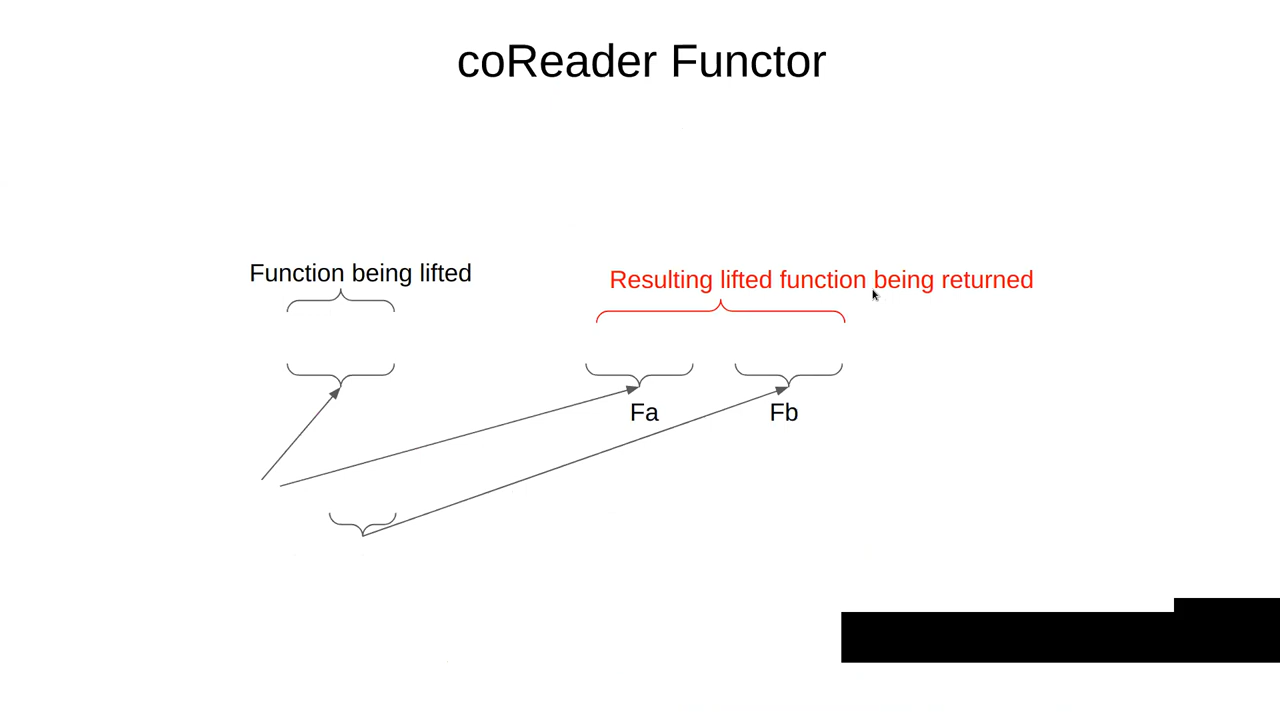 coReader Functor
Function being lifted
Resulting lifted function being returned
Fa
Fb